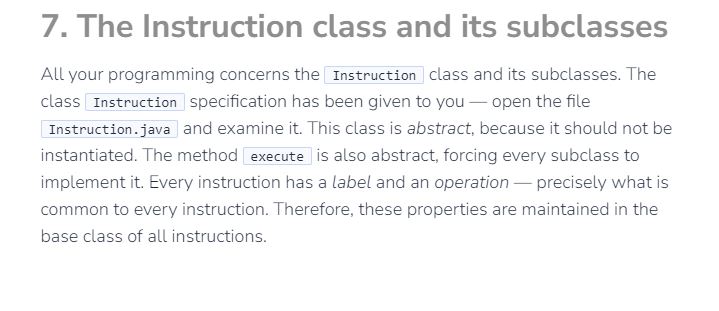 7. The Instruction class and its subclasses
All your programming concerns the Instruction class and its subclasses. The
class Instruction specification has been given to you — open the file
Instruction.java and examine it. This class is abstract, because it should not be
instantiated. The method execute is also abstract, forcing every subclass to
implement it. Every instruction has a label and an operation — precisely what is
common to every instruction. Therefore, these properties are maintained in the
base class of all instructions.